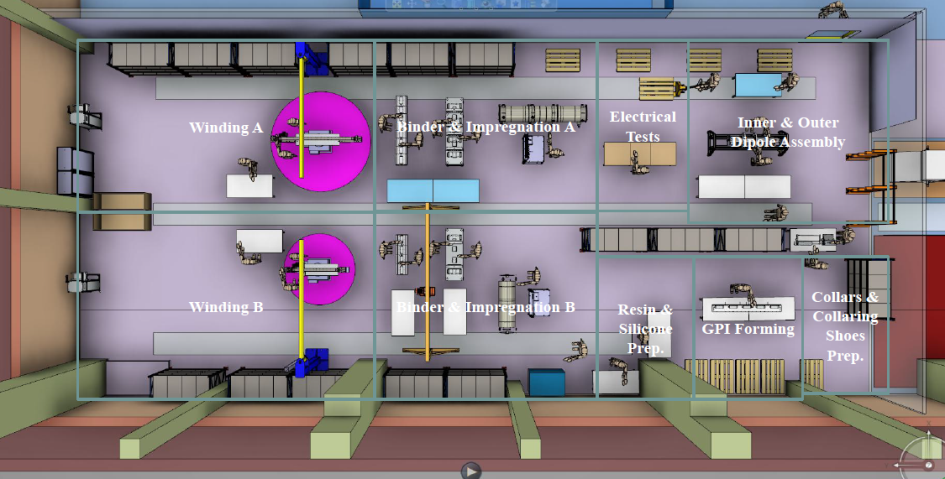 Winding A
Binder & Impregnation A
Electrical
Tests
Inner & Outer
Dipole Assembly
Winding B
Binder & Impregnation B
Resin &
Silicone
Prep.
GPI Forming
Collars &
Collaring
Shoes
Prep.